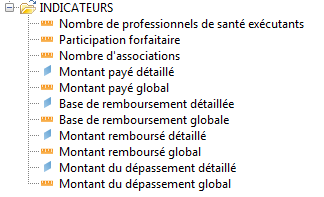 INDICATEURS
Nombre de professionnels de santé exécutants
Participation forfaitaire
Nombre d'associations
Montant payé détaillé
Montant payé global
Base de remboursement détaillée
Base de remboursement globale
Montant remboursé détaillé
Montant remboursé global
Montant du dépassement détaillé
Montant du dépassement global